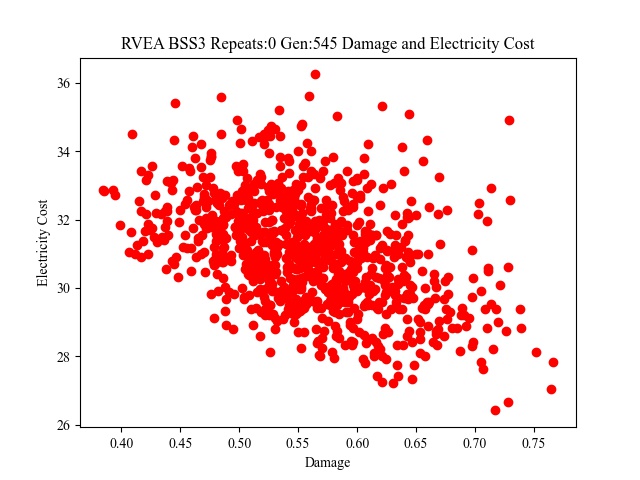 RVEA BSS3 Repeats:0 Gen:545 Damage and Electricity Cost
36
34
32
30
28
26
Electricity Cost
0.40 0.45 0.50 0.55 0.60 0.65 0.70 0.75
Damage